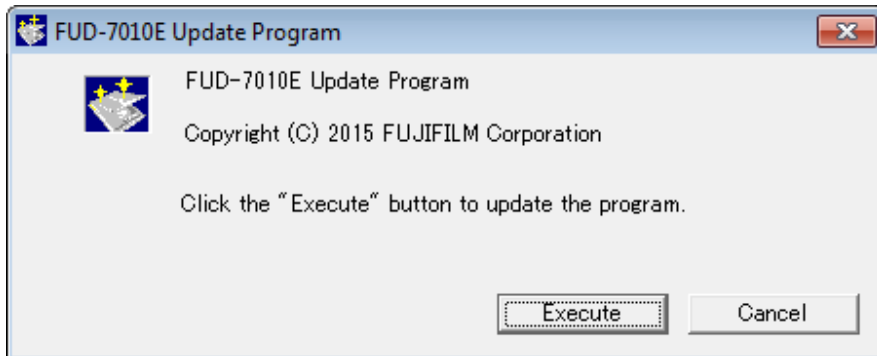 FUD-7010E Update Program
FUD-7010E Update Program
Copyright (C) 2015 FUJIFILM Corporation
Click the "Execute" button to update the program.
Execute Cancel